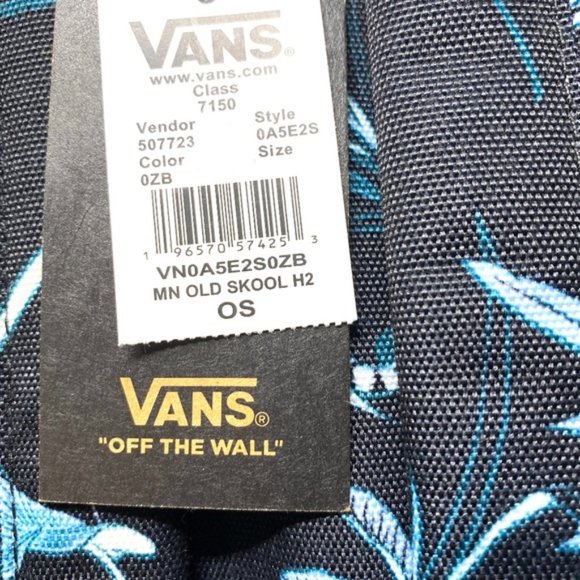 VANS
www.vans.com
Class
7150
Vendor Style
507723 0A5E2S
Color Size
0ZB
1 96570 57425 3
VN0A5E2S0ZB
MN OLD SKOOL H2
OS
VANS®
"OFF THE WALL"